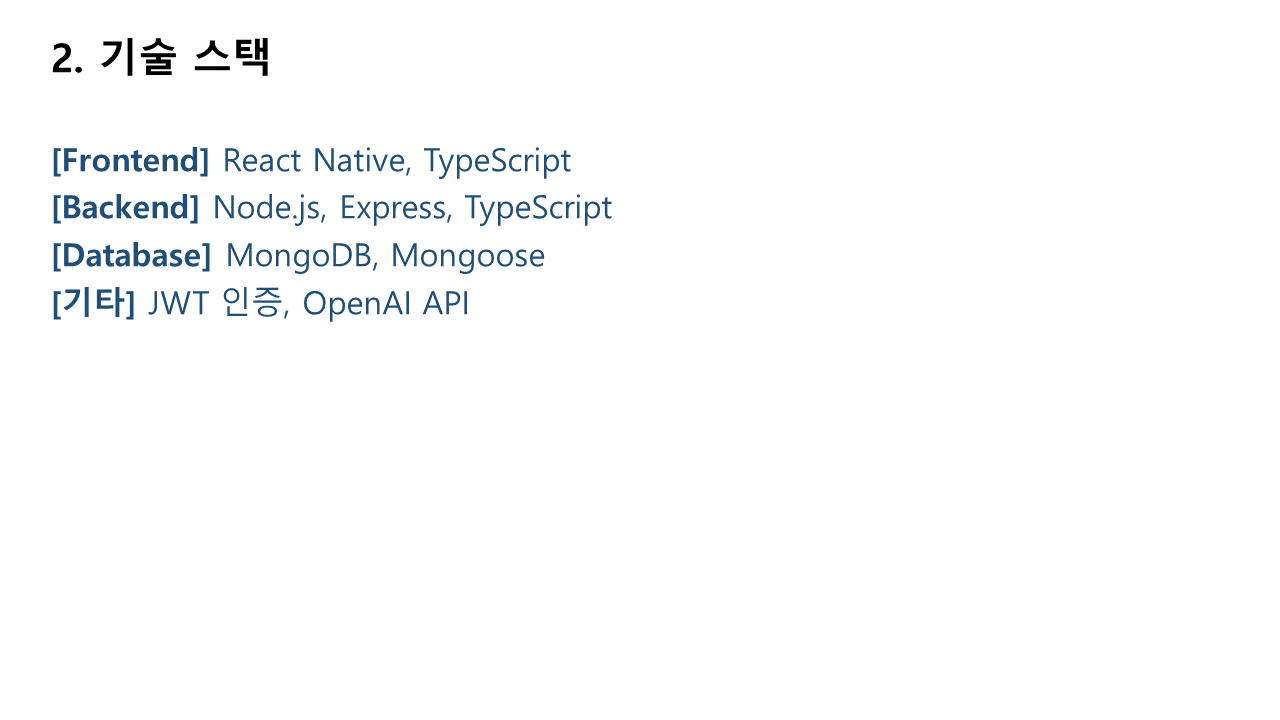 2. 기술 스택
[Frontend] React Native, TypeScript
[Backend] Node.js, Express, TypeScript
[Database] MongoDB, Mongoose
[기타] JWT 인증, OpenAI API